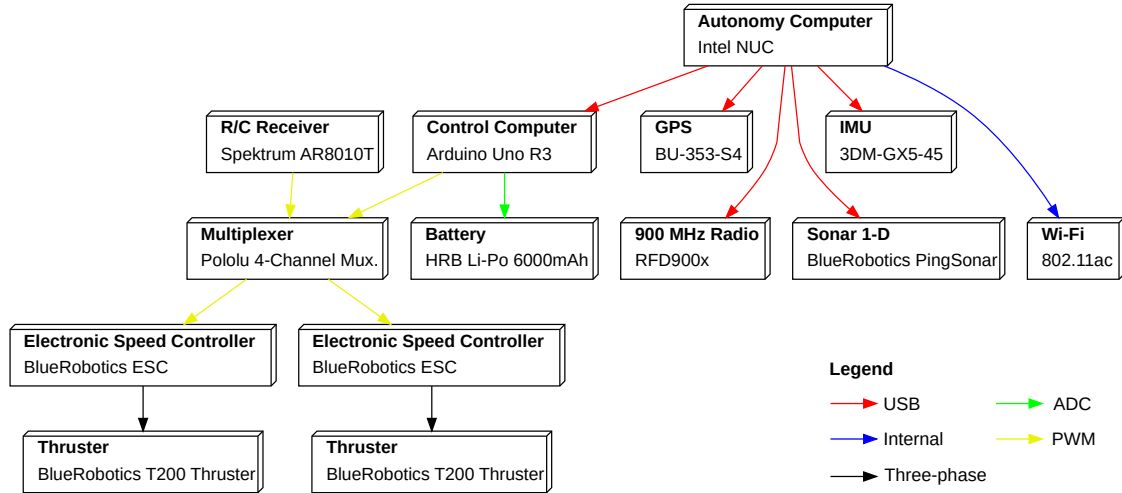 Autonomy Computer
Intel NUC
R/C Receiver
Spektrum AR8010T
Control Computer
Arduino Uno R3
GPS
BU-353-S4
IMU
3DM-GX5-45
Multiplexer
Pololu 4-Channel Mux.
Battery
HRB Li-Po 6000mAh
900 MHz Radio
RFD900x
Sonar 1-D
BlueRobotics PingSonar
Wi-Fi
802.11ac
Electronic Speed Controller
BlueRobotics ESC
Electronic Speed Controller
BlueRobotics ESC
Thruster
BlueRobotics T200 Thruster
Thruster
BlueRobotics T200 Thruster
Legend
USB
ADC
Internal
PWM
Three-phase